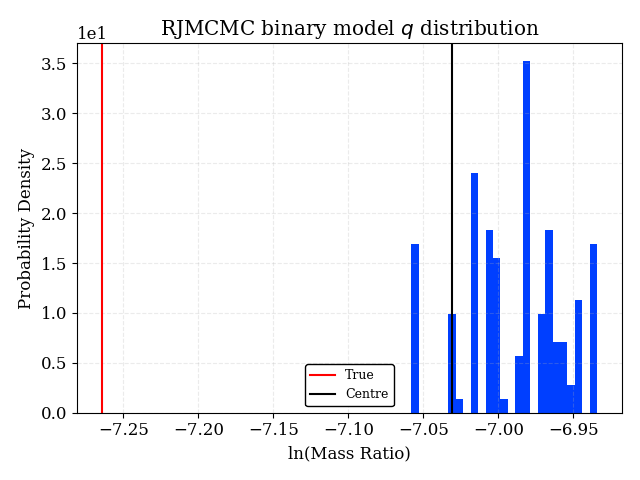 RJMCMC binary model q distribution
1e1
3.5
3.0
2.5
2.0
1.5
1.0
0.5
0.0
Probability Density
True
Centre
−7.25 −7.20 −7.15 −7.10 −7.05 −7.00 −6.95
ln(Mass Ratio)